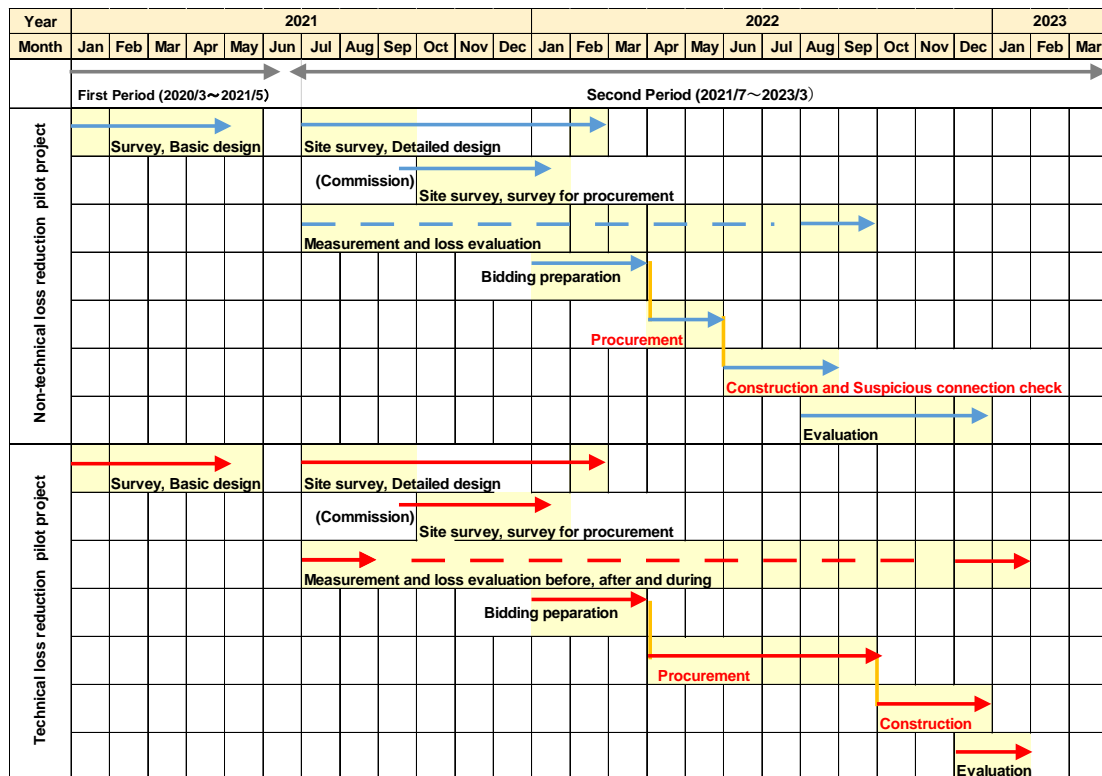 Year 2021 2022 2023
Month Jan Feb Mar Apr May Jun Jul Aug Sep Oct Nov Dec Jan Feb Mar Apr May Jun Jul Aug Sep Oct Nov Dec Jan Feb Mar
First Period (2020/3～2021/5) Second Period (2021/7～2023/3)
Non-technical loss reduction pilot project
Survey, Basic design Site survey, Detailed design
(Commission) Site survey, survey for procurement
Measurement and loss evaluation
Bidding preparation
Procurement
Construction and Suspicious connection check
Evaluation
Technical loss reduction pilot project
Survey, Basic design Site survey, Detailed design
(Commission) Site survey, survey for procurement
Measurement and loss evaluation before, after and during
Bidding peparation
Procurement
Construction
Evaluation